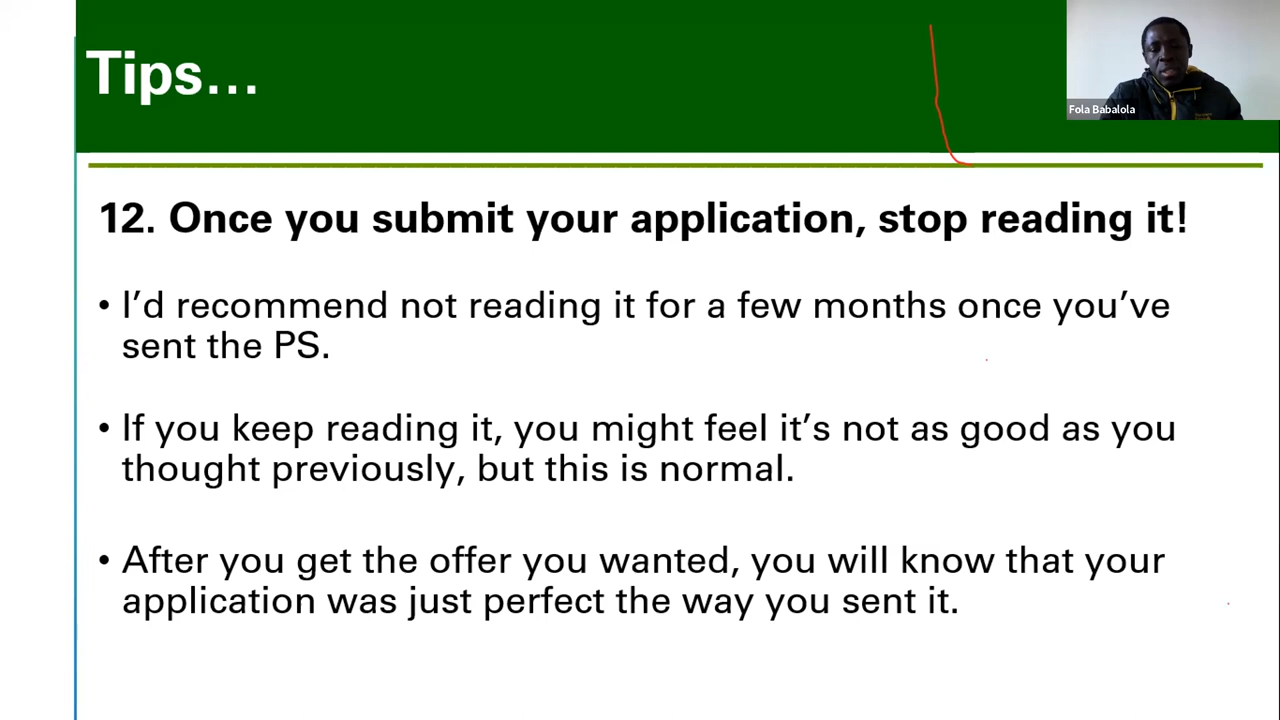 Tips…
Fola Babalola
12. Once you submit your application, stop reading it!
• I’d recommend not reading it for a few months once you’ve
sent the PS.
• If you keep reading it, you might feel it’s not as good as you
thought previously, but this is normal.
• After you get the offer you wanted, you will know that your
application was just perfect the way you sent it.